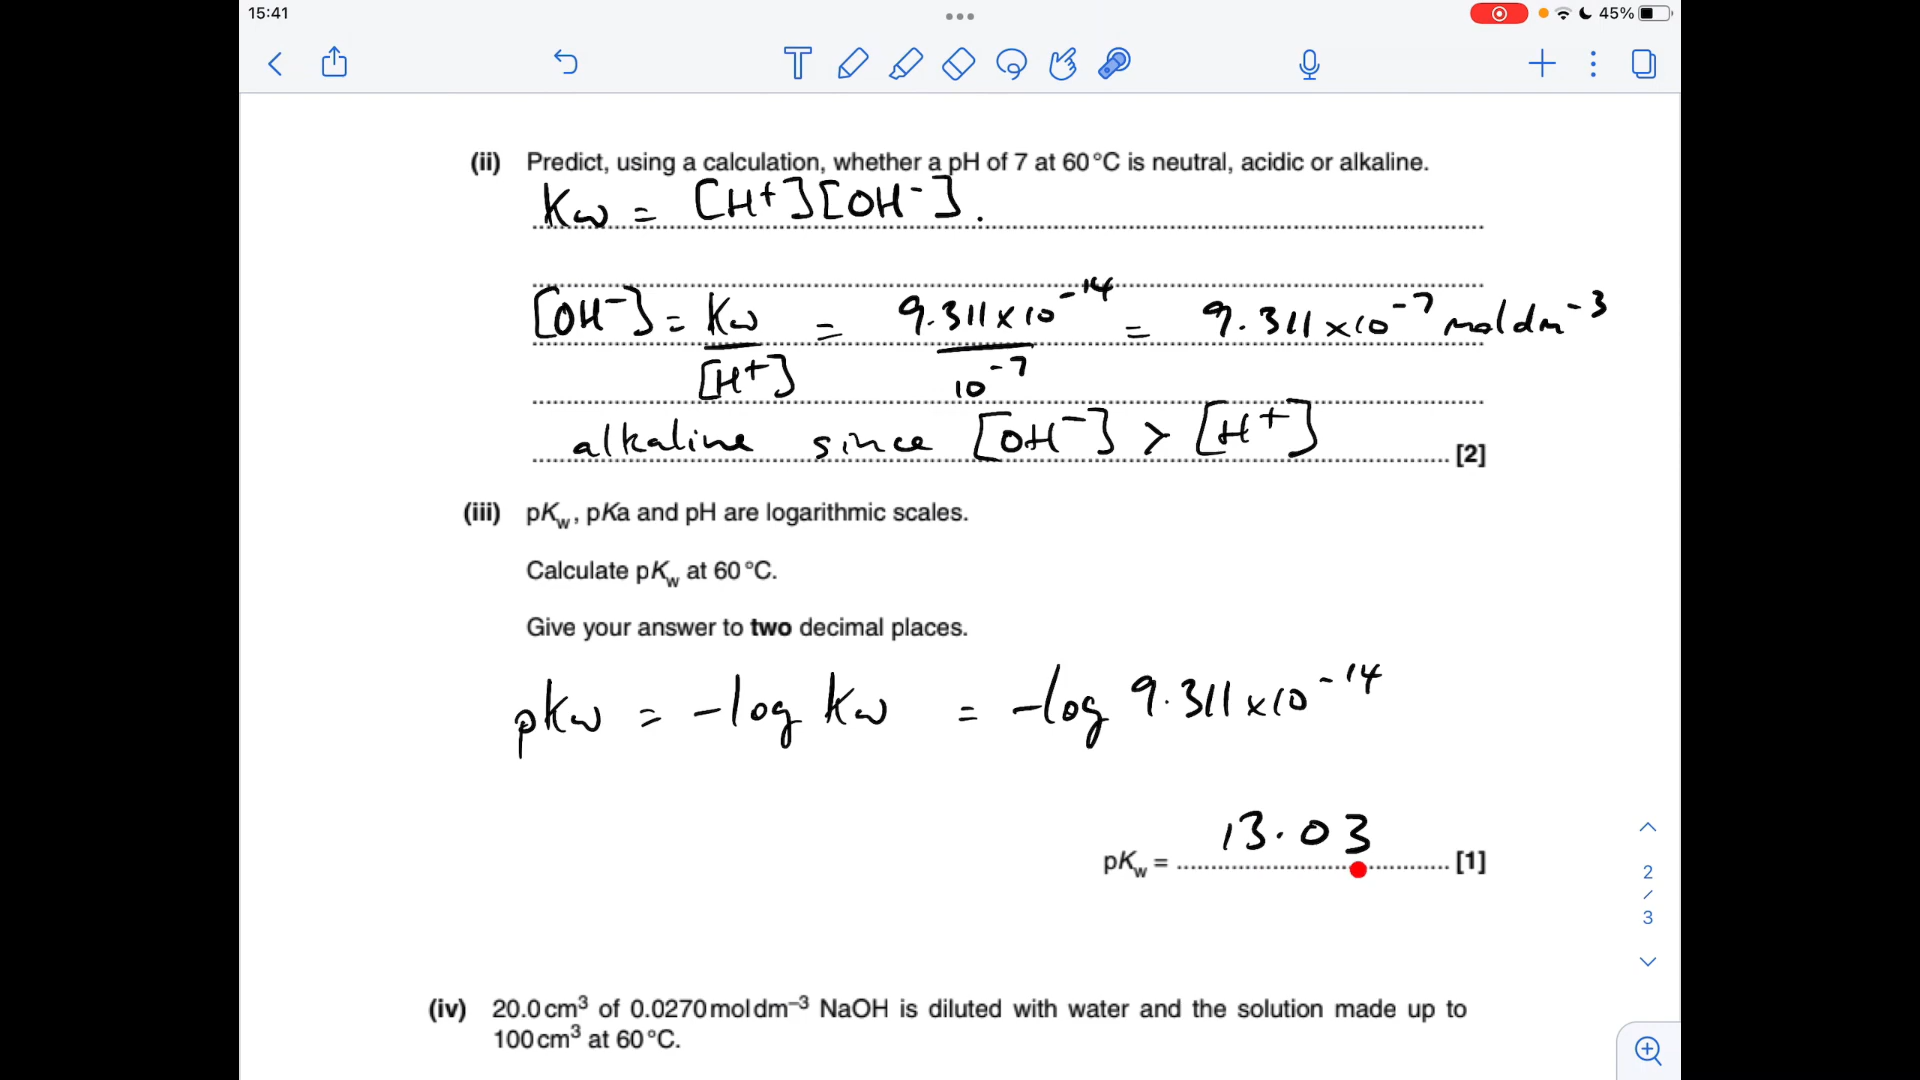 15:41
45%
(ii) Predict, using a calculation, whether a pH of 7 at 60 °C is neutral, acidic or alkaline.
Kw = [H⁺][OH⁻].
[OH⁻] = Kw / [H⁺] = 9.311 x 10⁻¹⁴ / 10⁻⁷ = 9.311 x 10⁻⁷ mol dm⁻³
alkaline since [OH⁻] > [H⁺]
[2]
(iii) pKw, pKa and pH are logarithmic scales.
Calculate pKw at 60 °C.
Give your answer to two decimal places.
pKw = -log Kw = -log 9.311 x 10⁻¹⁴
pKw = 13.03 [1]
2
/
3
(iv) 20.0 cm³ of 0.0270 mol dm⁻³ NaOH is diluted with water and the solution made up to
100 cm³ at 60 °C.